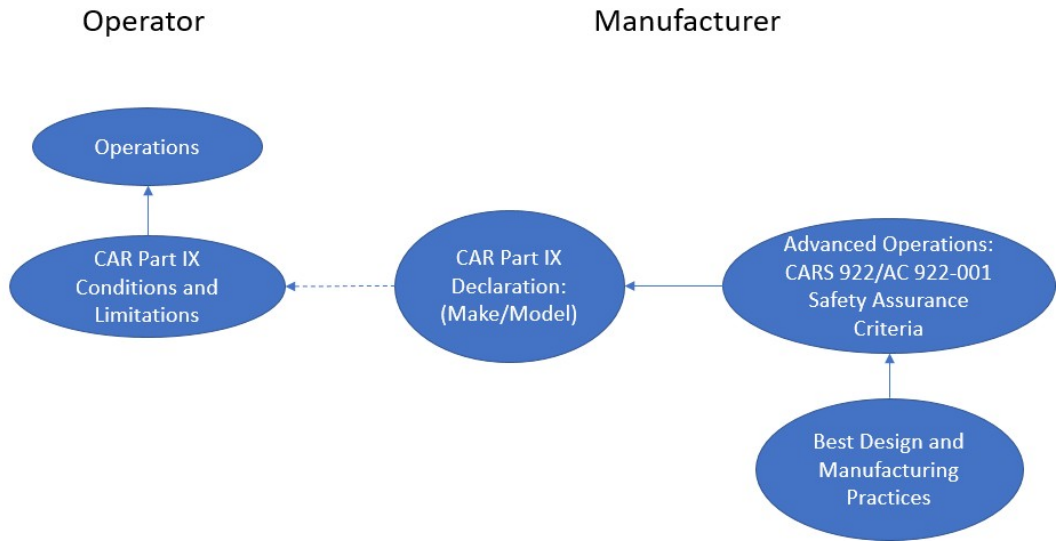 Operator
Manufacturer
Operations
CAR Part IX
Conditions and
Limitations
CAR Part IX
Declaration:
(Make/Model)
Advanced Operations:
CARS 922/AC 922-001
Safety Assurance
Criteria
Best Design and
Manufacturing
Practices